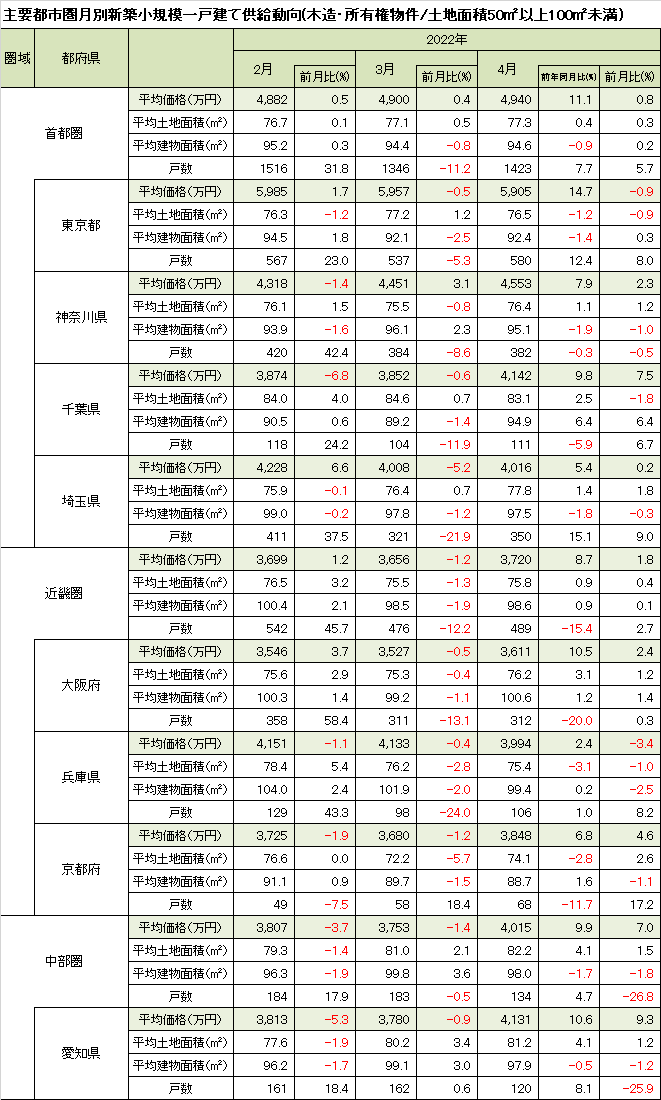 主要都市圏月別新築小規模一戸建て供給動向(木造・所有権物件/土地面積50㎡以上100㎡未満)
圏域 都府県 2022年
2月 前月比(%) 3月 前月比(%) 4月 前年同月比(%) 前月比(%)
首都圏
平均価格(万円) 4,882 0.5 4,900 0.4 4,940 11.1 0.8
平均土地面積(㎡) 76.7 0.1 77.1 0.5 77.3 0.4 0.3
平均建物面積(㎡) 95.2 0.3 94.4 -0.8 94.6 -0.9 0.2
戸数 1516 31.8 1346 -11.2 1423 7.7 5.7
東京都
平均価格(万円) 5,985 1.7 5,957 -0.5 5,905 14.7 -0.9
平均土地面積(㎡) 76.3 -1.2 77.2 1.2 76.5 -1.2 -0.9
平均建物面積(㎡) 94.5 1.8 92.1 -2.5 92.4 -1.4 0.3
戸数 567 23.0 537 -5.3 580 12.4 8.0
神奈川県
平均価格(万円) 4,318 -1.4 4,451 3.1 4,553 7.9 2.3
平均土地面積(㎡) 76.1 1.5 75.5 -0.8 76.4 1.1 1.2
平均建物面積(㎡) 93.9 -1.6 96.1 2.3 95.1 -1.9 -1.0
戸数 420 42.4 384 -8.6 382 -0.3 -0.5
千葉県
平均価格(万円) 3,874 -6.8 3,852 -0.6 4,142 9.8 7.5
平均土地面積(㎡) 84.0 4.0 84.6 0.7 83.1 2.5 -1.8
平均建物面積(㎡) 90.5 0.6 89.2 -1.4 94.9 6.4 6.4
戸数 118 24.2 104 -11.9 111 -5.9 6.7
埼玉県
平均価格(万円) 4,228 6.6 4,008 -5.2 4,016 5.4 0.2
平均土地面積(㎡) 75.9 -0.1 76.4 0.7 77.8 1.4 1.8
平均建物面積(㎡) 99.0 -0.2 97.8 -1.2 97.5 -1.8 -0.3
戸数 411 37.5 321 -21.9 350 15.1 9.0
近畿圏
平均価格(万円) 3,699 1.2 3,656 -1.2 3,720 8.7 1.8
平均土地面積(㎡) 76.5 3.2 75.5 -1.3 75.8 0.9 0.4
平均建物面積(㎡) 100.4 2.1 98.5 -1.9 98.6 0.9 0.1
戸数 542 45.7 476 -12.2 489 -15.4 2.7
大阪府
平均価格(万円) 3,546 3.7 3,527 -0.5 3,611 10.5 2.4
平均土地面積(㎡) 75.6 2.9 75.3 -0.4 76.2 3.1 1.2
平均建物面積(㎡) 100.3 1.4 99.2 -1.1 100.6 1.2 1.4
戸数 358 58.4 311 -13.1 312 -20.0 0.3
兵庫県
平均価格(万円) 4,151 -1.1 4,133 -0.4 3,994 2.4 -3.4
平均土地面積(㎡) 78.4 5.4 76.2 -2.8 75.4 -3.1 -1.0
平均建物面積(㎡) 104.0 2.4 101.9 -2.0 99.4 0.2 -2.5
戸数 129 43.3 98 -24.0 106 1.0 8.2
京都府
平均価格(万円) 3,725 -1.9 3,680 -1.2 3,848 6.8 4.6
平均土地面積(㎡) 76.6 0.0 72.2 -5.7 74.1 -2.8 2.6
平均建物面積(㎡) 91.1 0.9 89.7 -1.5 88.7 1.6 -1.1
戸数 49 -7.5 58 18.4 68 -11.7 17.2
中部圏
平均価格(万円) 3,807 -3.7 3,753 -1.4 4,015 9.9 7.0
平均土地面積(㎡) 79.3 -1.4 81.0 2.1 82.2 4.1 1.5
平均建物面積(㎡) 96.3 -1.9 99.8 3.6 98.0 -1.7 -1.8
戸数 184 17.9 183 -0.5 134 4.7 -26.8
愛知県
平均価格(万円) 3,813 -5.3 3,780 -0.9 4,131 10.6 9.3
平均土地面積(㎡) 77.6 -1.9 80.2 3.4 81.2 4.1 1.2
平均建物面積(㎡) 96.2 -1.7 99.1 3.0 97.9 -0.5 -1.2
戸数 161 18.4 162 0.6 120 8.1 -25.9